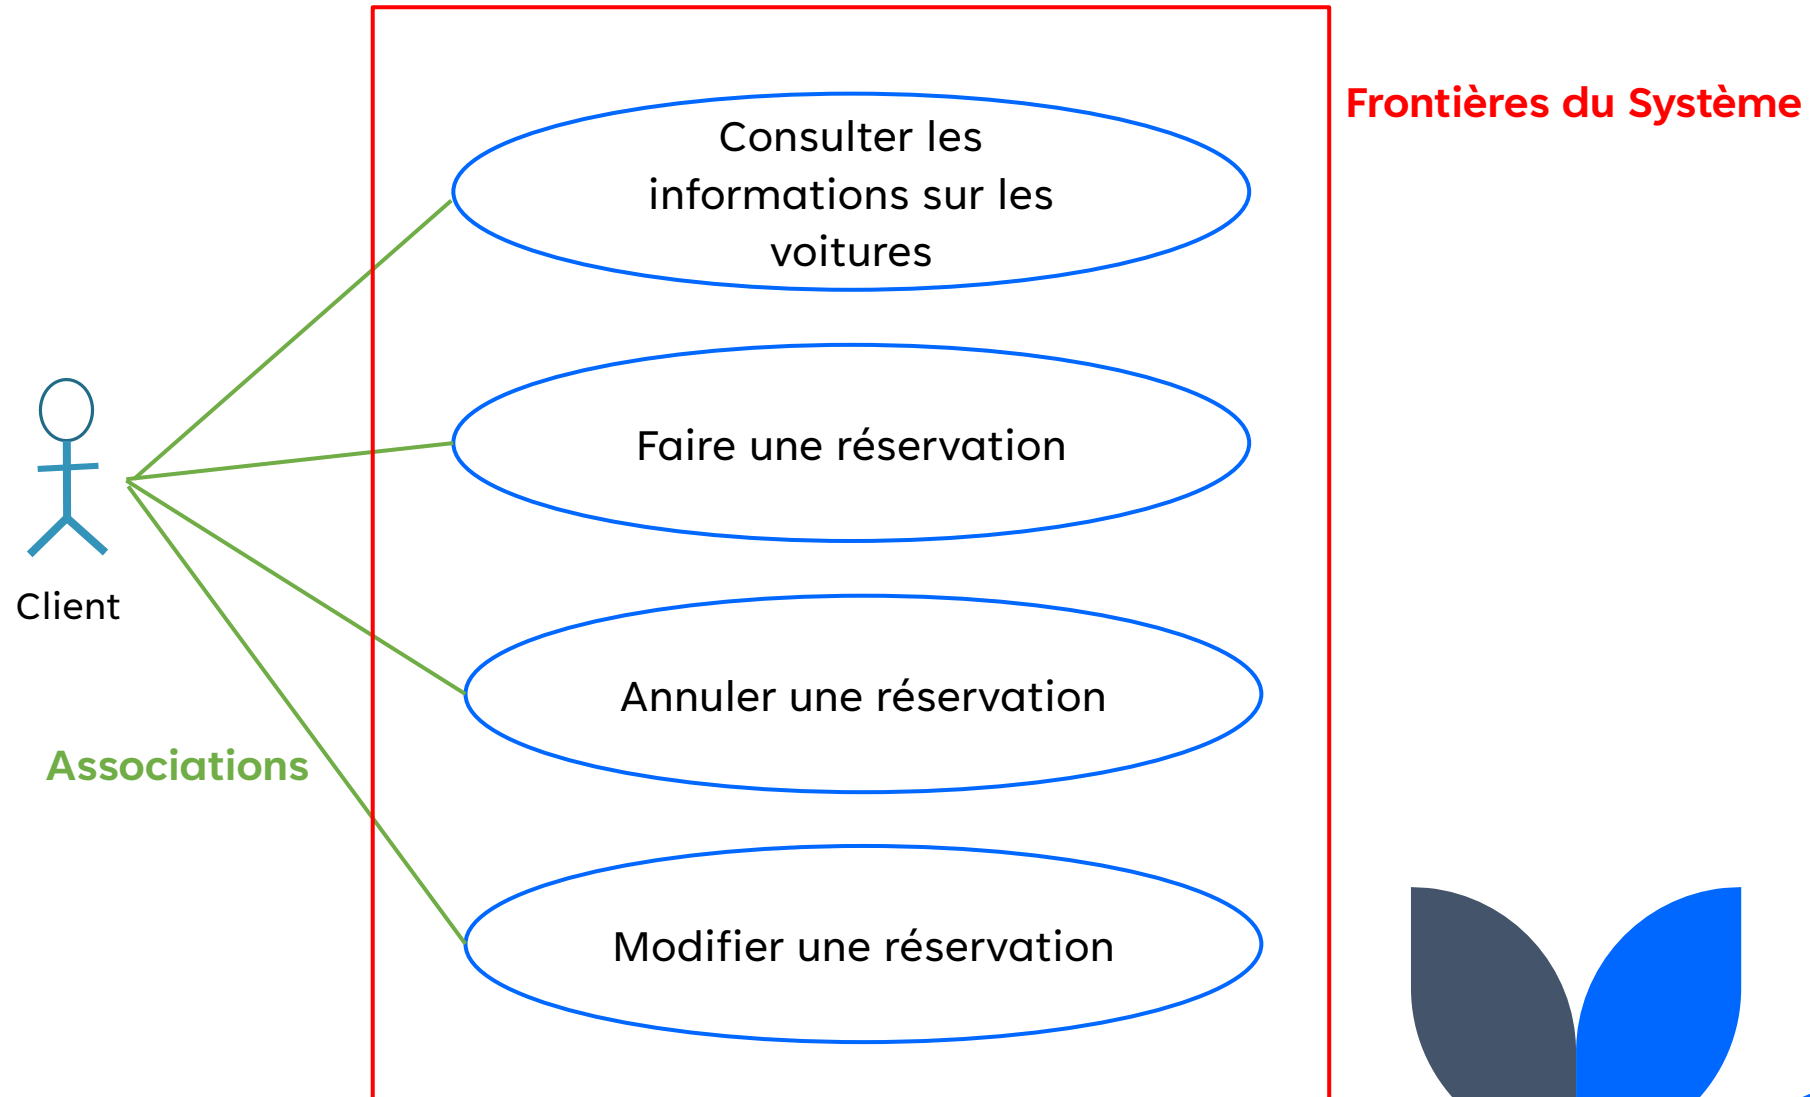 Frontières du Système
Consulter les
informations sur les
voitures
Faire une réservation
Client
Annuler une réservation
Associations
Modifier une réservation